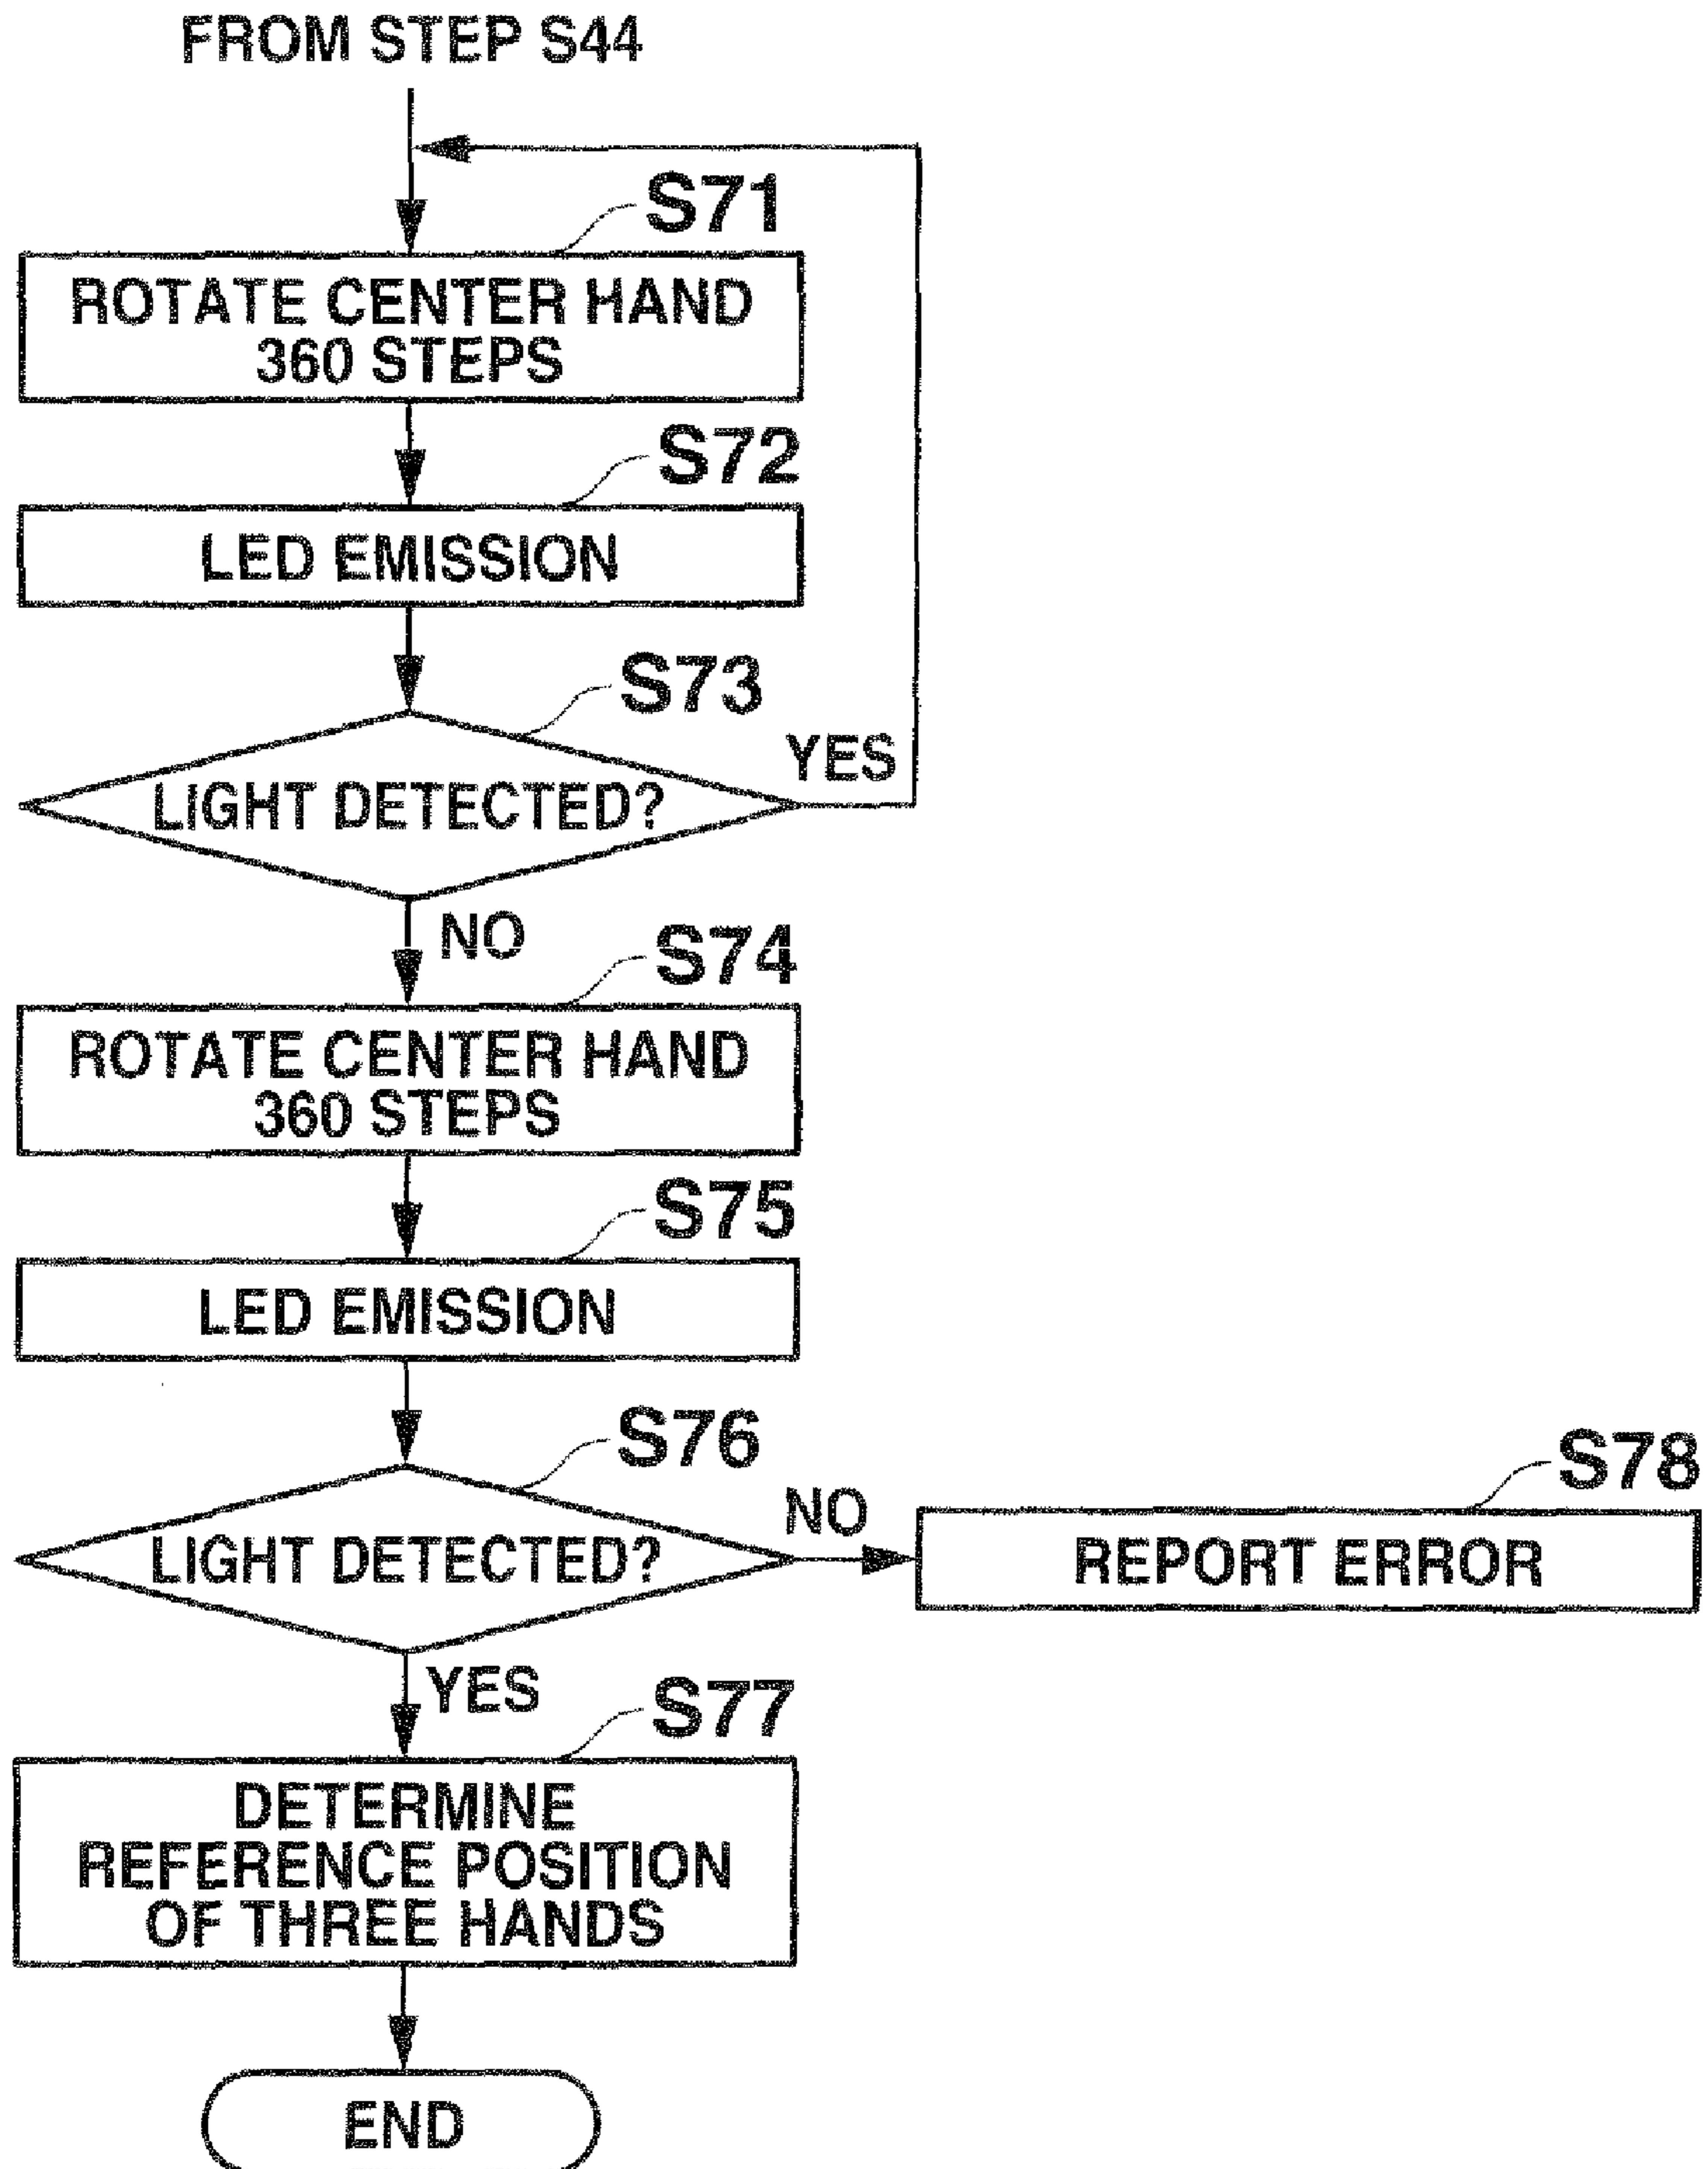 FROM STEP S44
S71
ROTATE CENTER HAND
360 STEPS
S72
LED EMISSION
S73
YES
LIGHT DETECTED?
NO
S74
ROTATE CENTER HAND
360 STEPS
S75
LED EMISSION
S76
NO
LIGHT DETECTED?
S78
REPORT ERROR
YES
S77
DETERMINE
REFERENCE POSITION
OF THREE HANDS
END